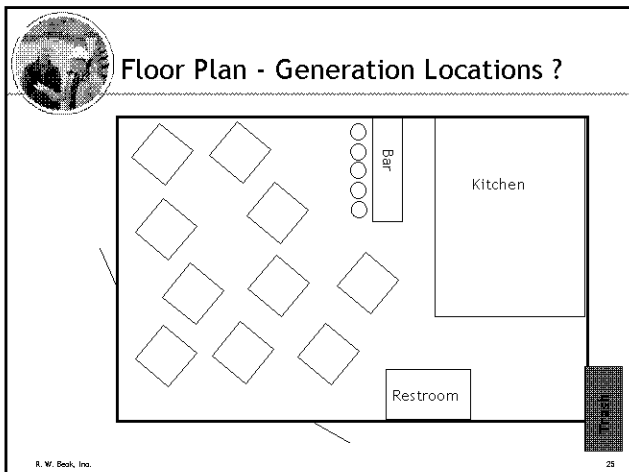 Floor Plan - Generation Locations ?
Bar
Kitchen
Restroom
Trash
R. W. Beck, Inc.
25